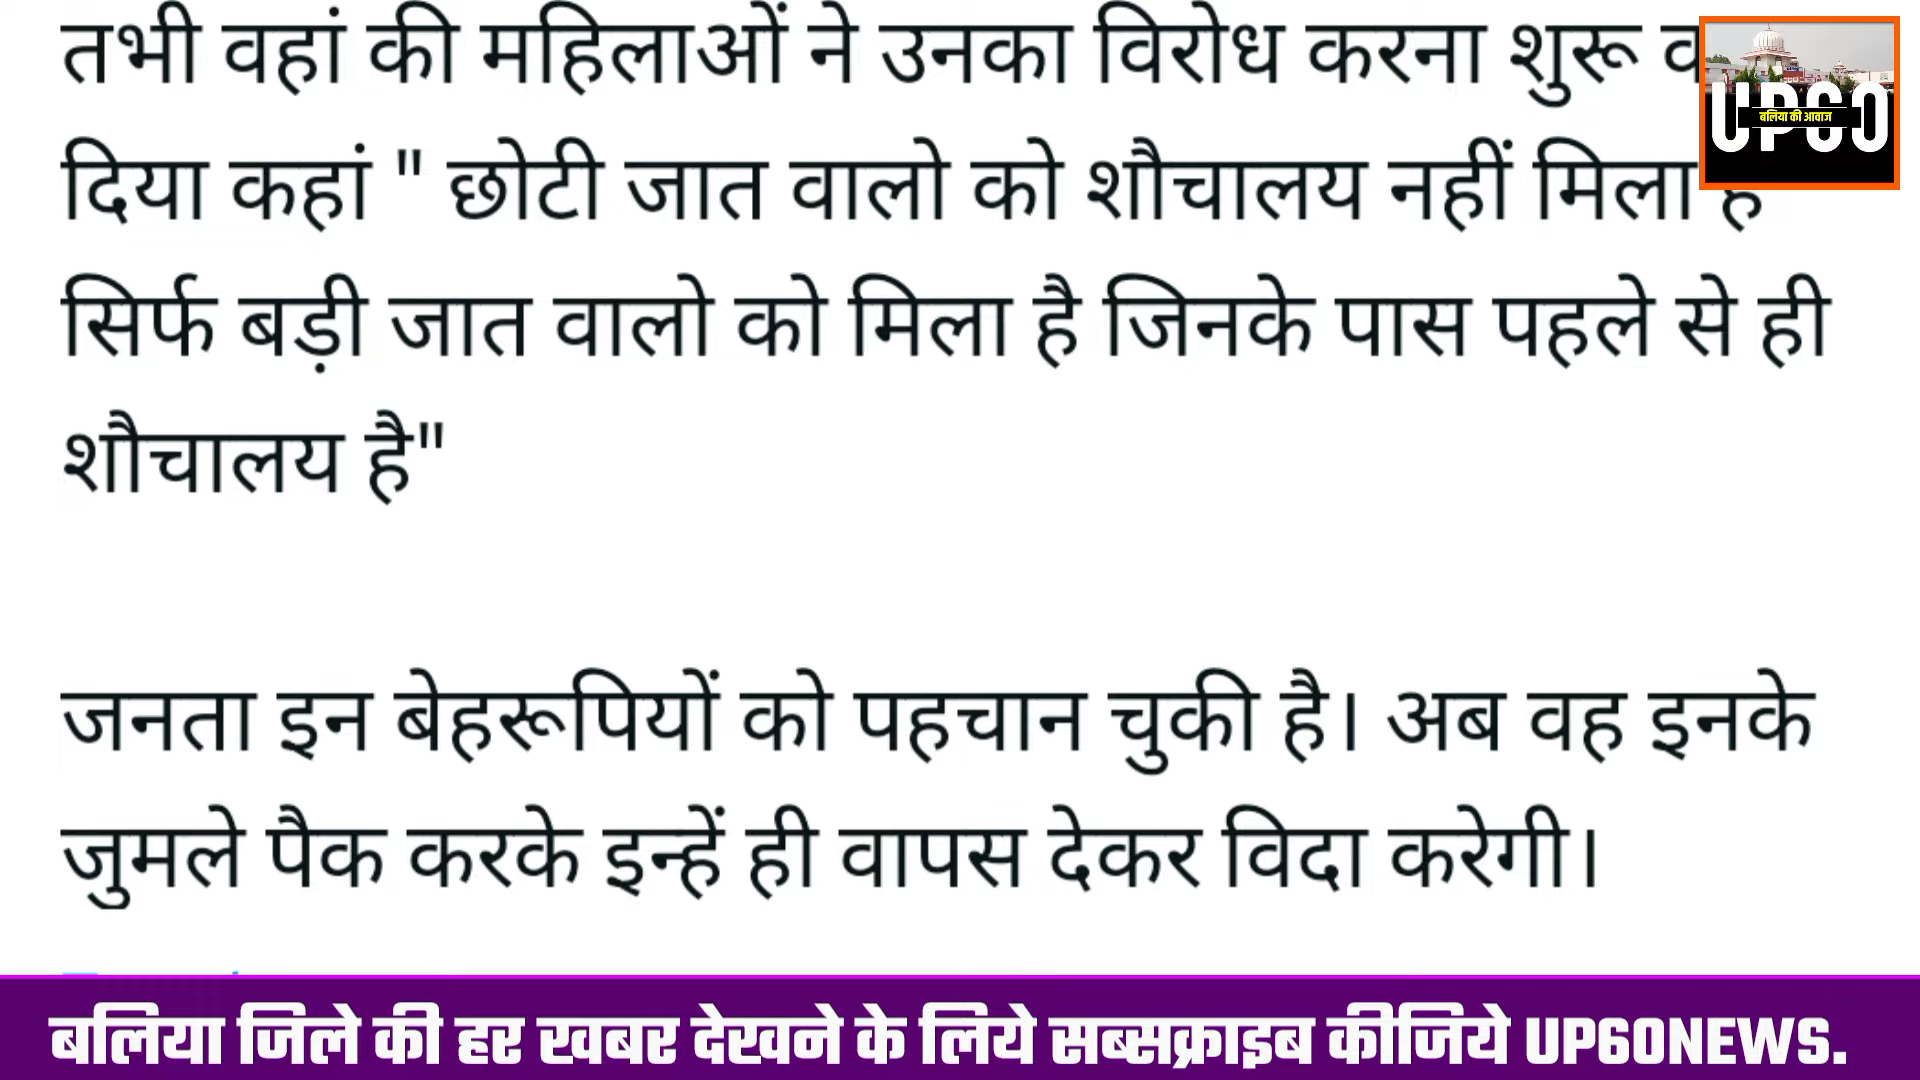 तभी वहां की महिलाओं ने उनका विरोध करना शुरू
दिया कहां " छोटी जात वालो को शौचालय नहीं मिला है
सिर्फ बड़ी जात वालो को मिला है जिनके पास पहले से ही
शौचालय है"
जनता इन बेहरूपियों को पहचान चुकी है। अब वह इनके
जुमले पैक करके इन्हें ही वापस देकर विदा करेगी।
UP60
बलिया की आवाज
बलिया जिले की हर खबर देखने के लिये सब्सक्राइब कीजिये UP60NEWS.